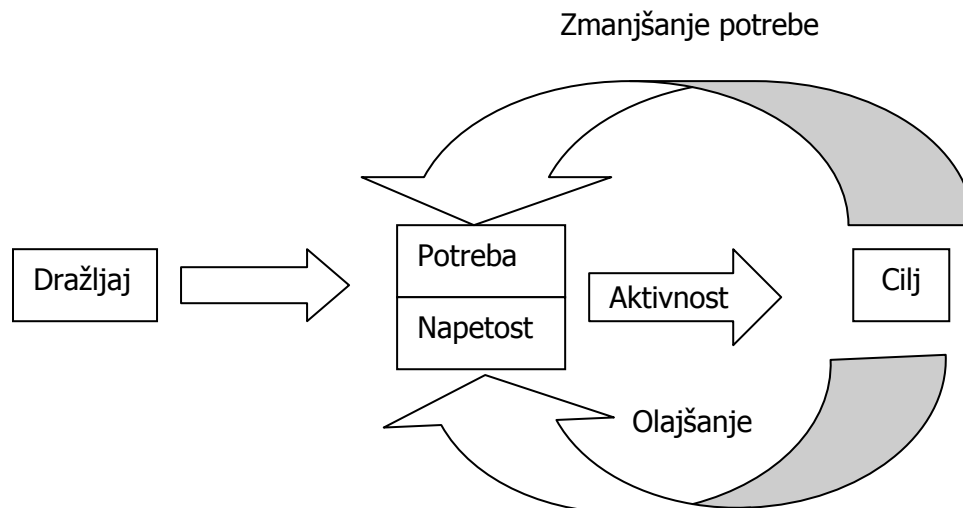 Zmanjšanje potrebe
Dražljaj
Potreba
Napetost
Aktivnost
Cilj
Olajšanje